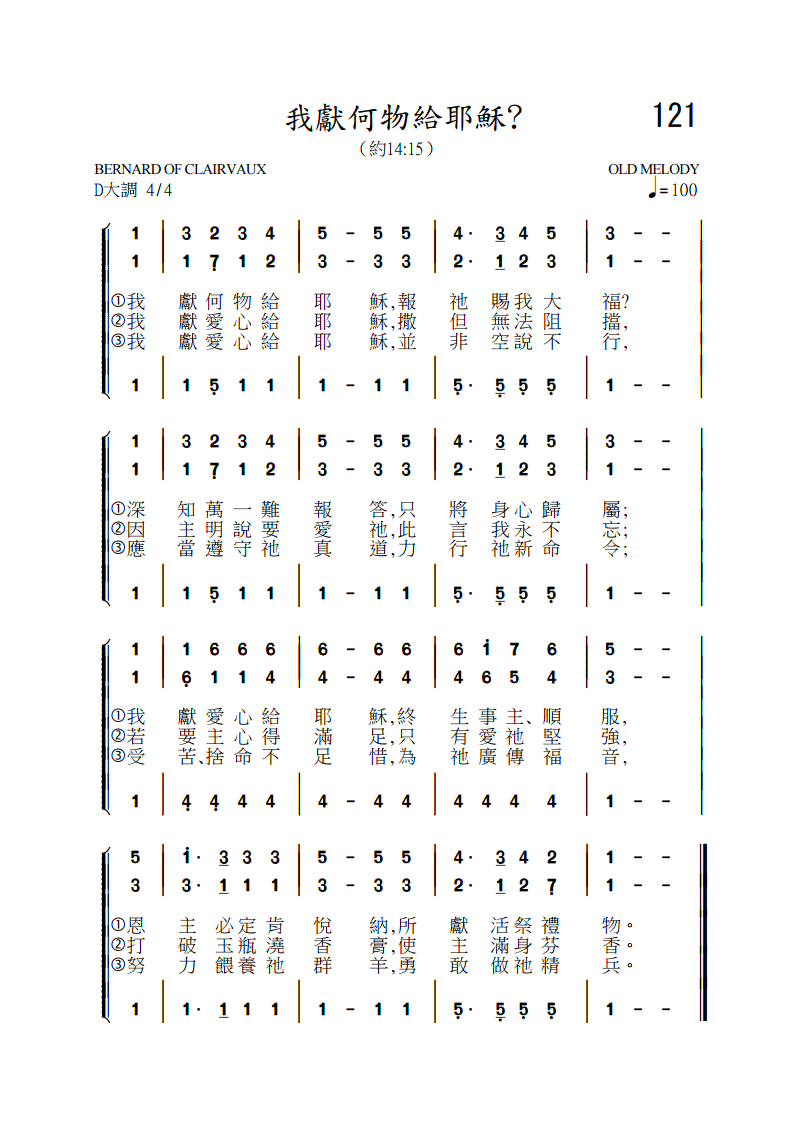 我獻何物給耶穌?
121
(約14:15)
BERNARD OF CLAIRVAUX
OLD MELODY
D大調 4/4
♩=100
1 | 3 2 3 4 | 5 - 5 5 | 4· 3 4 5 | 3 - - |
1 | 1 7̣ 1 2 | 3 - 3 3 | 2· 1 2 3 | 1 - - |
①我 獻何物給 耶 穌,報 祂 賜我大 福?
②我 獻愛心給 耶 穌,撒 但 無法阻 擋,
③我 獻愛心給 耶 穌,並 非 空說不 行,
1 | 1 5̣ 1 1 | 1 - 1 1 | 5̣· 5̣ 5̣ 5̣ | 1 - - |
1 | 3 2 3 4 | 5 - 5 5 | 4· 3 4 5 | 3 - - |
1 | 1 7̣ 1 2 | 3 - 3 3 | 2· 1 2 3 | 1 - - |
①深 知萬一難 報 答,只 將 身心歸 屬;
②因 主明說要 愛 祂,此 言 我永不 忘;
③應 當遵守祂 真 道,力 行 祂新命 令;
1 | 1 5̣ 1 1 | 1 - 1 1 | 5̣· 5̣ 5̣ 5̣ | 1 - - |
1 | 1 6 6 6 | 6 - 6 6 | 6 1̇ 7 6 | 5 - - |
1 | 6̣ 1 1 4 | 4 - 4 4 | 4 6 5 4 | 3 - - |
①我 獻愛心給 耶 穌,終 生事主、順 服,
②若 要主心得 滿 足,只 有愛祂堅 強,
③受 苦、捨命不 足 惜,為 祂廣傳福 音,
1 | 4̣ 4̣ 4 4 | 4 - 4 4 | 4 4 4 4 | 1 - - |
5 | 1̇· 3 3 3 | 5 - 5 5 | 4· 3 4 2 | 1 - - ‖
3 | 3· 1 1 1 | 3 - 3 3 | 2· 1 2 7̣ | 1 - - ‖
①恩 主 必定肯 悅 納,所 獻 活祭禮 物。
②打 破 玉瓶澆 香 膏,使 主 滿身芬 香。
③努 力 餵養祂 群 羊,勇 敢 做祂精 兵。
1 | 1· 1 1 1 | 1 - 1 1 | 5̣· 5̣ 5̣ 5̣ | 1 - - ‖